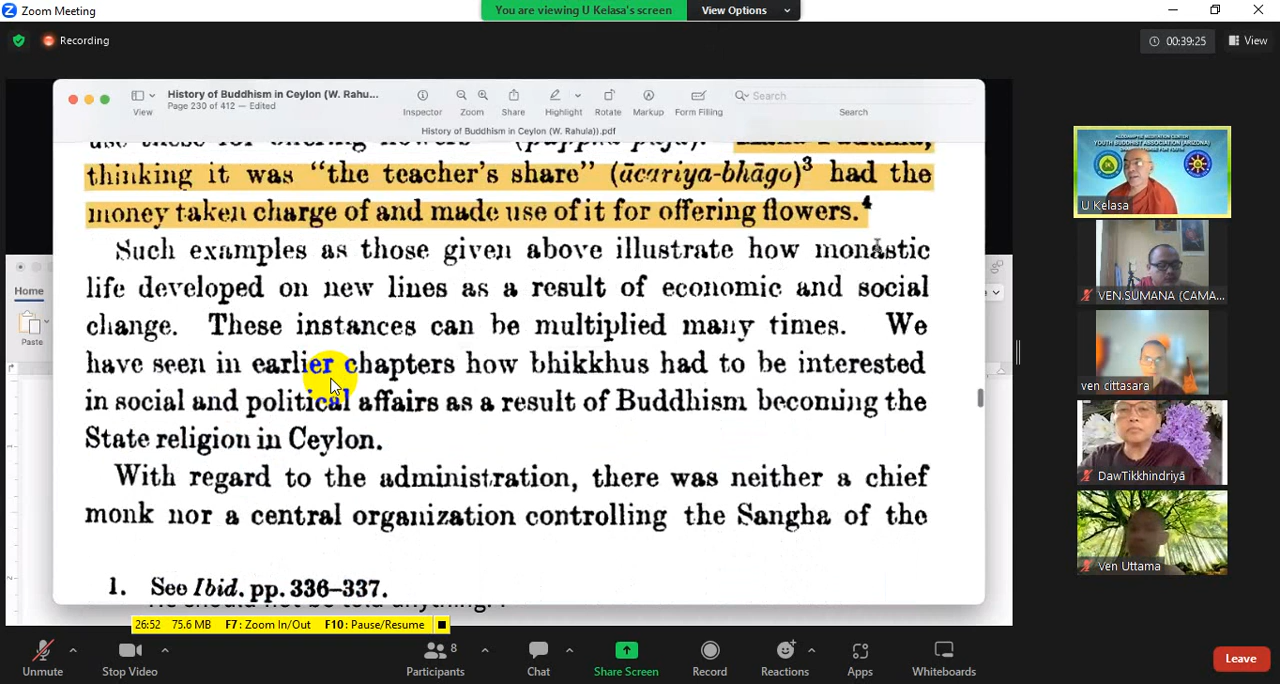 Zoom Meeting
You are viewing U Kelasa's screen
View Options
Recording
00:39:25
View
View
History of Buddhism in Ceylon (W. Rahu...
Page 230 of 412 — Edited
Inspector
Zoom
Share
Highlight
Rotate
Markup
Form Filling
Search
Search
History of Buddhism in Ceylon (W. Rahula)).pdf
thinking it was "the teacher's share" (ācariya-bhāgo)3 had the
money taken charge of and made use of it for offering flowers.4
Such examples as those given above illustrate how monastic
life developed on new lines as a result of economic and social
change. These instances can be multiplied many times. We
have seen in earlier chapters how bhikkhus had to be interested
in social and political affairs as a result of Buddhism becoming the
State religion in Ceylon.
With regard to the administration, there was neither a chief
monk nor a central organization controlling the Sangha of the
1. See Ibid. pp. 336–337.
Home
Paste
26:52 75.6 MB F7: Zoom In/Out F10: Pause/Resume
YOUTH BUDDHIST ASSOCIATION (ARIZONA)
U Kelasa
VEN.SUMANA (CAMA...
ven cittasara
DawTikkhindriyā
Ven Uttama
Unmute
Stop Video
Participants
8
Chat
Share Screen
Record
Reactions
Apps
Whiteboards
Leave